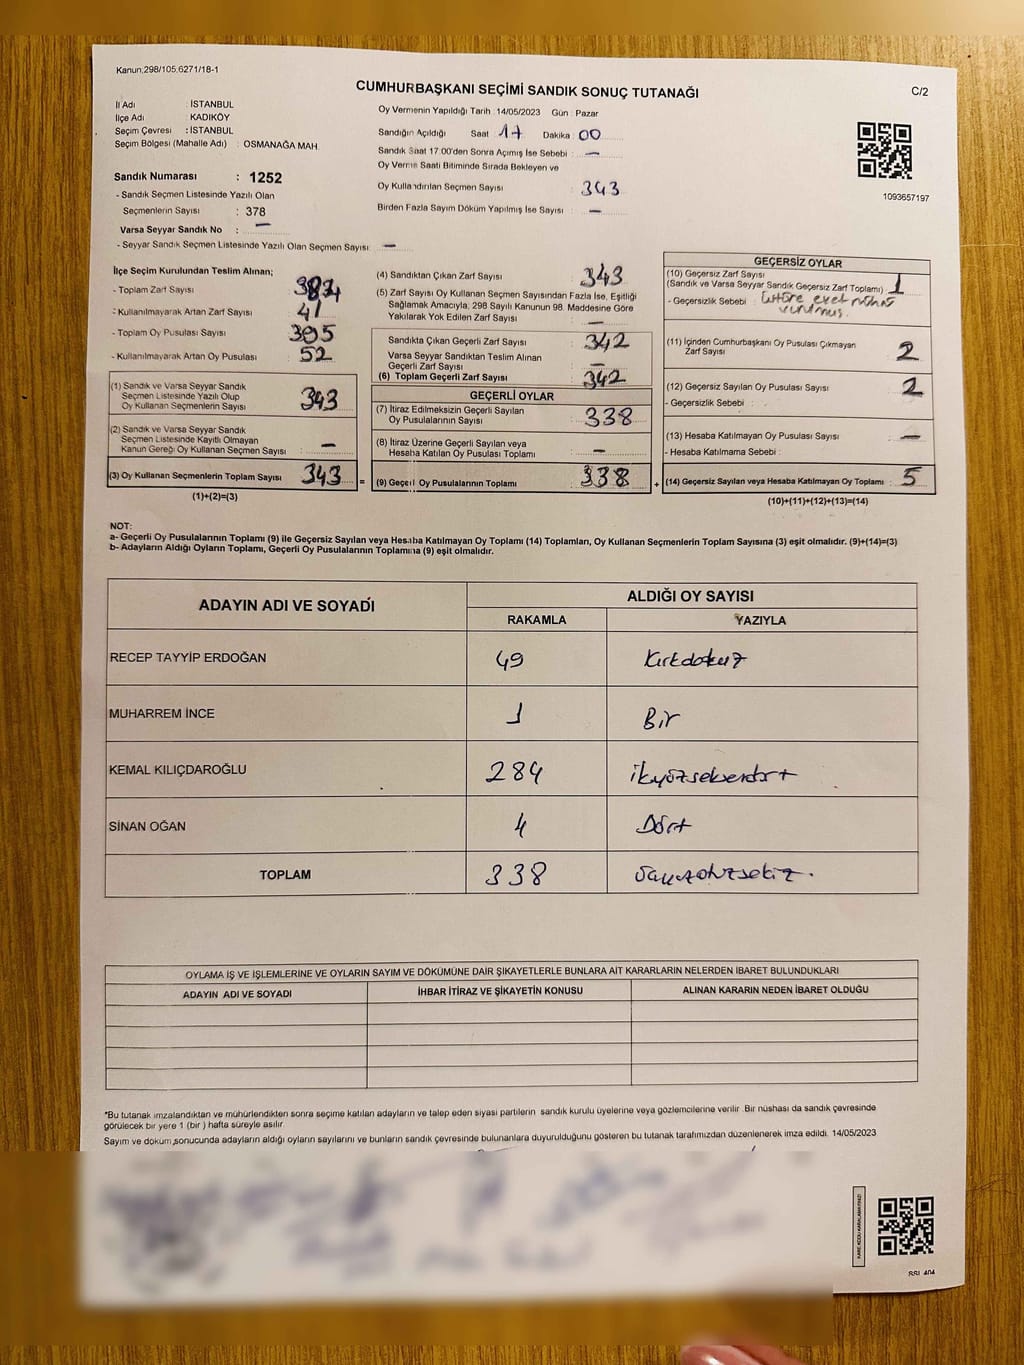 Kanun,298/105,6271/18-1
CUMHURBAŞKANI SEÇİMİ SANDIK SONUÇ TUTANAĞI
C/2
İl Adı : İSTANBUL
İlçe Adı : KADIKÖY
Seçim Çevresi : İSTANBUL
Seçim Bölgesi (Mahalle Adı) : OSMANAĞA MAH.
Sandık Numarası : 1252
- Sandık Seçmen Listesinde Yazılı Olan
Seçmenlerin Sayısı : 378
Varsa Seyyar Sandık No : —
- Seyyar Sandık Seçmen Listesinde Yazılı Olan Seçmen Sayısı : —
Oy Vermenin Yapıldığı Tarih : 14/05/2023 Gün : Pazar
Sandığın Açıldığı Saat : 17 Dakika : 00
Sandık Saat 17:00'den Sonra Açımış İse Sebebi : —
Oy Verme Saati Bitiminde Sırada Bekleyen ve
Oy Kullandırılan Seçmen Sayısı : 343
Birden Fazla Sayım Döküm Yapılmış İse Sayısı : —
1093657197
İlçe Seçim Kurulundan Teslim Alınan;
- Toplam Zarf Sayısı :
- Kullanılmayarak Artan Zarf Sayısı : 41
- Toplam Oy Pusulası Sayısı : 395
- Kullanılmayarak Artan Oy Pusulası : 52
(1) Sandık ve Varsa Seyyar Sandık
Seçmen Listesinde Yazılı Olup
Oy Kullanan Seçmenlerin Sayısı : 343
(2) Sandık ve Varsa Seyyar Sandık
Seçmen Listesinde Kayıtlı Olmayan
Kanun Gereği Oy Kullanan Seçmen Sayısı : —
(3) Oy Kullanan Seçmenlerin Toplam Sayısı : 343 =
(1)+(2)=(3)
(4) Sandıktan Çıkan Zarf Sayısı : 343
(5) Zarf Sayısı Oy Kullanan Seçmen Sayısından Fazla İse, Eşitliği
Sağlamak Amacıyla, 298 Sayılı Kanunun 98. Maddesine Göre
Yakılarak Yok Edilen Zarf Sayısı : —
Sandıkta Çıkan Geçerli Zarf Sayısı : 342
Varsa Seyyar Sandıktan Teslim Alınan
Geçerli Zarf Sayısı : —
(6) Toplam Geçerli Zarf Sayısı : 342
GEÇERLİ OYLAR
(7) İtiraz Edilmeksizin Geçerli Sayılan
Oy Pusulalarının Sayısı : 338
(8) İtiraz Üzerine Geçerli Sayılan veya
Hesaba Katılan Oy Pusulası Toplamı : —
(9) Geçerli Oy Pusulalarının Toplamı : 338 +
GEÇERSİZ OYLAR
(10) Geçersiz Zarf Sayısı
(Sandık ve Varsa Seyyar Sandık Geçersiz Zarf Toplamı) : 1
- Geçersizlik Sebebi : üstüne evet mührü
vurulmuş.
(11) İçinden Cumhurbaşkanı Oy Pusulası Çıkmayan
Zarf Sayısı : 2
(12) Geçersiz Sayılan Oy Pusulası Sayısı : 2
- Geçersizlik Sebebi :
(13) Hesaba Katılmayan Oy Pusulası Sayısı : —
- Hesaba Katılmama Sebebi :
(14) Geçersiz Sayılan veya Hesaba Katılmayan Oy Toplamı : 5
(10)+(11)+(12)+(13)=(14)
NOT:
a- Geçerli Oy Pusulalarının Toplamı (9) ile Geçersiz Sayılan veya Hesaba Katılmayan Oy Toplamı (14) Toplamları, Oy Kullanan Seçmenlerin Toplam Sayısına (3) eşit olmalıdır. (9)+(14)=(3)
b- Adayların Aldığı Oyların Toplamı, Geçerli Oy Pusulalarının Toplamına (9) eşit olmalıdır.
ADAYIN ADI VE SOYADI
ALDIĞI OY SAYISI
RAKAMLA YAZIYLA
RECEP TAYYİP ERDOĞAN 49 Kırkdokuz
MUHARREM İNCE 1 Bir
KEMAL KILIÇDAROĞLU 284 ikiyüzseksendört
SİNAN OĞAN 4 Dört
TOPLAM 338 üçyüzotuzsekiz.
OYLAMA İŞ VE İŞLEMLERİNE VE OYLARIN SAYIM VE DÖKÜMÜNE DAİR ŞİKAYETLERLE BUNLARA AİT KARARLARIN NELERDEN İBARET BULUNDUKLARI
ADAYIN ADI VE SOYADI İHBAR İTİRAZ VE ŞİKAYETİN KONUSU ALINAN KARARIN NEDEN İBARET OLDUĞU
*Bu tutanak imzalandıktan ve mühürlendikten sonra seçime katılan adayların ve talep eden siyasi partilerin sandık kurulu üyelerine veya gözlemcilerine verilir. Bir nüshası da sandık çevresinde
görülecek bir yere 1 (bir ) hafta süreyle asılır.
Sayım ve döküm sonucunda adayların aldığı oyların sayılarını ve bunların sandık çevresinde bulunanlara duyurulduğunu gösteren bu tutanak tarafımızdan düzenlenerek imza edildi. 14/05/2023